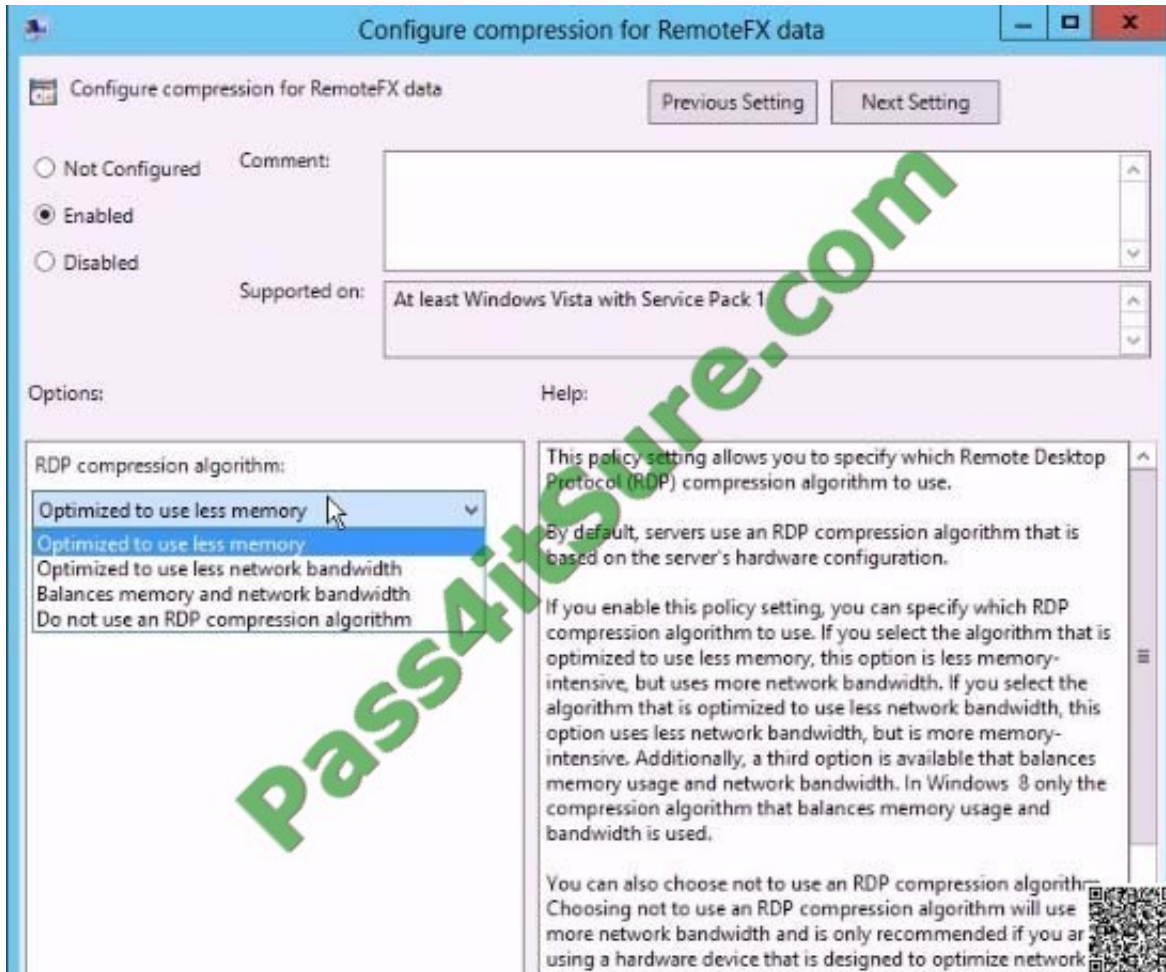 Configure compression for RemoteFX data
Configure compression for RemoteFX data
Previous Setting
Next Setting
Not Configured
Comment:
Enabled
Disabled
Supported on:
At least Windows Vista with Service Pack 1
Options:
Help:
RDP compression algorithm:
Optimized to use less memory
Optimized to use less memory
Optimized to use less network bandwidth
Balances memory and network bandwidth
Do not use an RDP compression algorithm
This policy setting allows you to specify which Remote Desktop
Protocol (RDP) compression algorithm to use.
By default, servers use an RDP compression algorithm that is
based on the server's hardware configuration.
If you enable this policy setting, you can specify which RDP
compression algorithm to use. If you select the algorithm that is
optimized to use less memory, this option is less memory-
intensive, but uses more network bandwidth. If you select the
algorithm that is optimized to use less network bandwidth, this
option uses less network bandwidth, but is more memory-
intensive. Additionally, a third option is available that balances
memory usage and network bandwidth. In Windows 8 only the
compression algorithm that balances memory usage and
bandwidth is used.
You can also choose not to use an RDP compression algorithm.
Choosing not to use an RDP compression algorithm will use
more network bandwidth and is only recommended if you ar
using a hardware device that is designed to optimize network
Pass4itSure.com